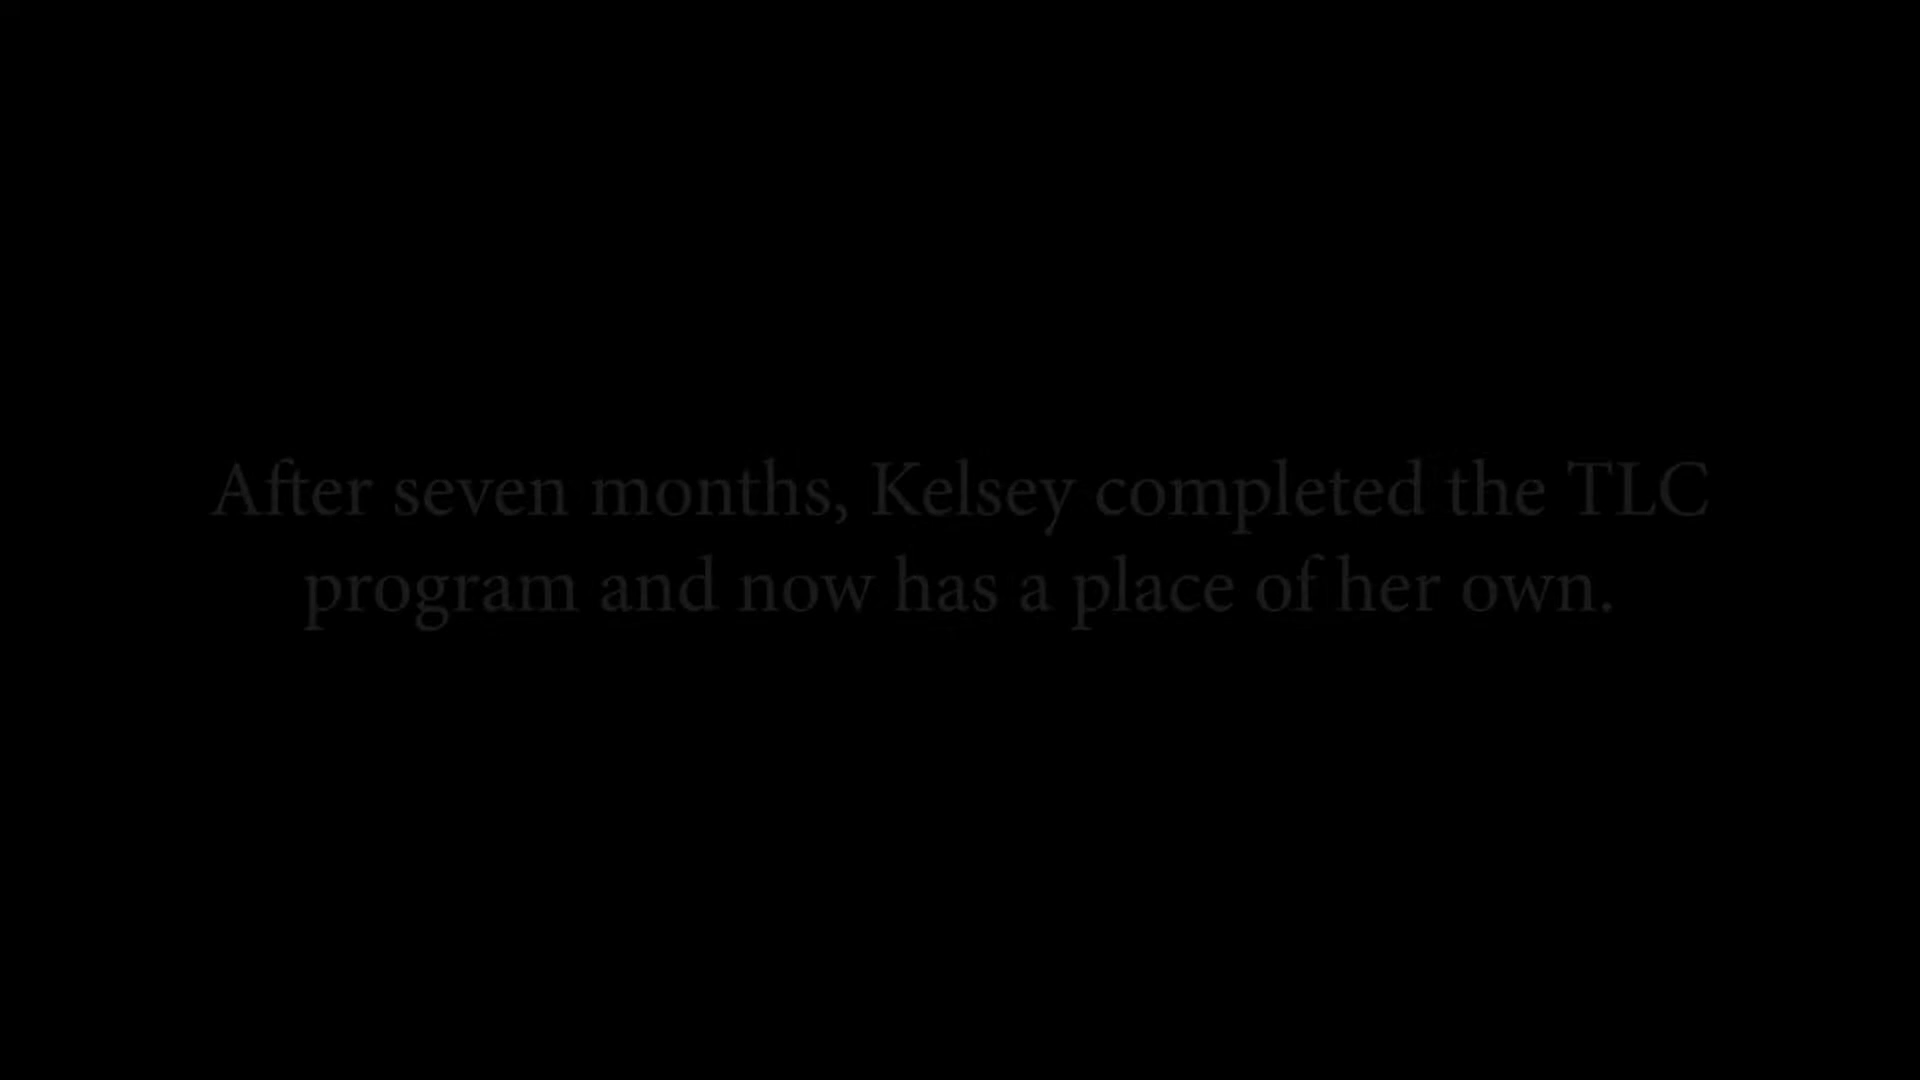 After seven months, Kelsey completed the TLC
program and now has a place of her own.